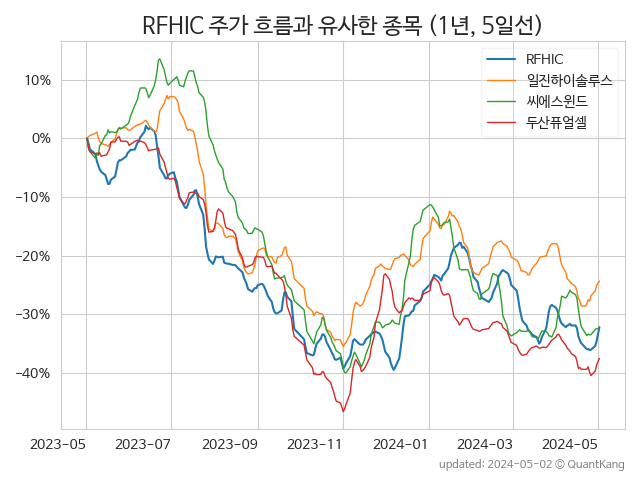 RFHIC 주가 흐름과 유사한 종목 (1년, 5일선)
RFHIC
일진하이솔루스
씨에스윈드
두산퓨얼셀
10%
0%
−10%
−20%
−30%
−40%
2023-05
2023-07
2023-09
2023-11
2024-01
2024-03
2024-05
updated: 2024-05-02 © QuantKang